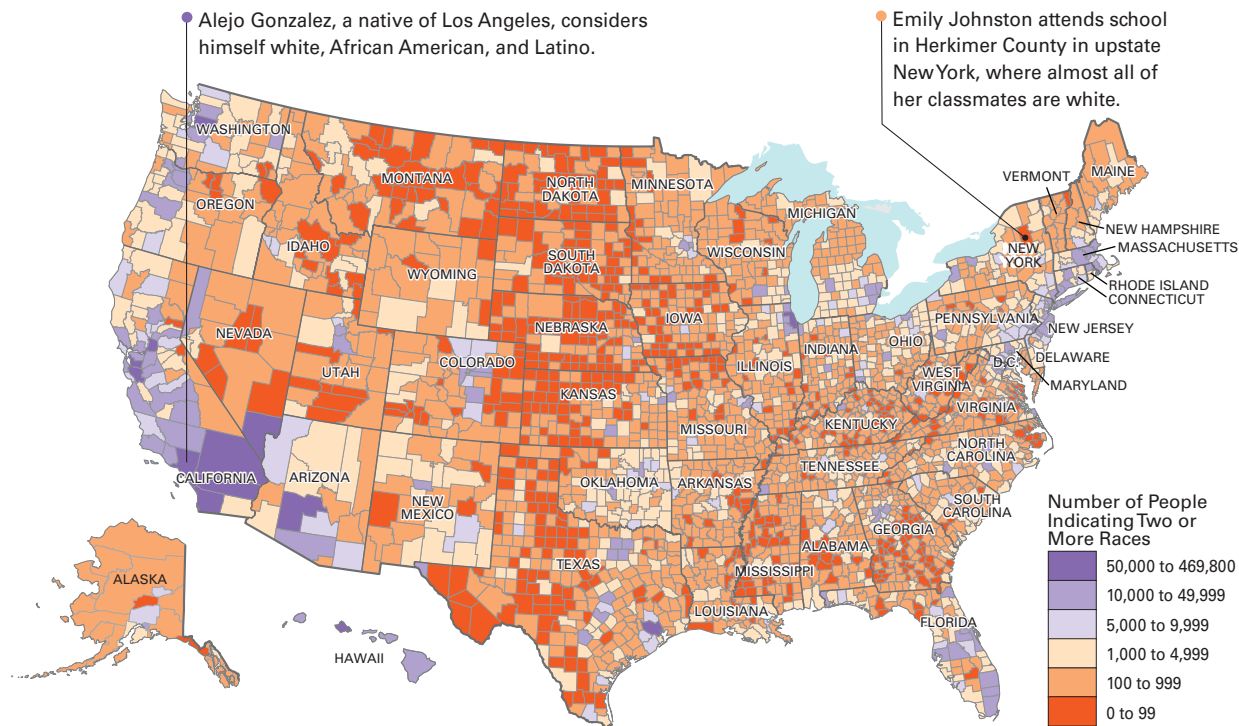 Alejo Gonzalez, a native of Los Angeles, considers
himself white, African American, and Latino.
Emily Johnston attends school
in Herkimer County in upstate
New York, where almost all of
her classmates are white.
WASHINGTON
MONTANA
NORTH
DAKOTA
MINNESOTA
MICHIGAN
VERMONT
MAINE
OREGON
IDAHO
WYOMING
SOUTH
DAKOTA
WISCONSIN
NEW
YORK
NEW HAMPSHIRE
MASSACHUSETTS
RHODE ISLAND
CONNECTICUT
NEVADA
UTAH
COLORADO
NEBRASKA
IOWA
ILLINOIS
INDIANA
OHIO
PENNSYLVANIA
NEW JERSEY
D.C.
DELAWARE
MARYLAND
WEST
VIRGINIA
VIRGINIA
KANSAS
MISSOURI
KENTUCKY
CALIFORNIA
ARIZONA
NEW
MEXICO
OKLAHOMA
ARKANSAS
TENNESSEE
NORTH
CAROLINA
SOUTH
CAROLINA
GEORGIA
ALABAMA
MISSISSIPPI
TEXAS
LOUISIANA
FLORIDA
ALASKA
HAWAII
Number of People
Indicating Two or
More Races
50,000 to 469,800
10,000 to 49,999
5,000 to 9,999
1,000 to 4,999
100 to 999
0 to 99